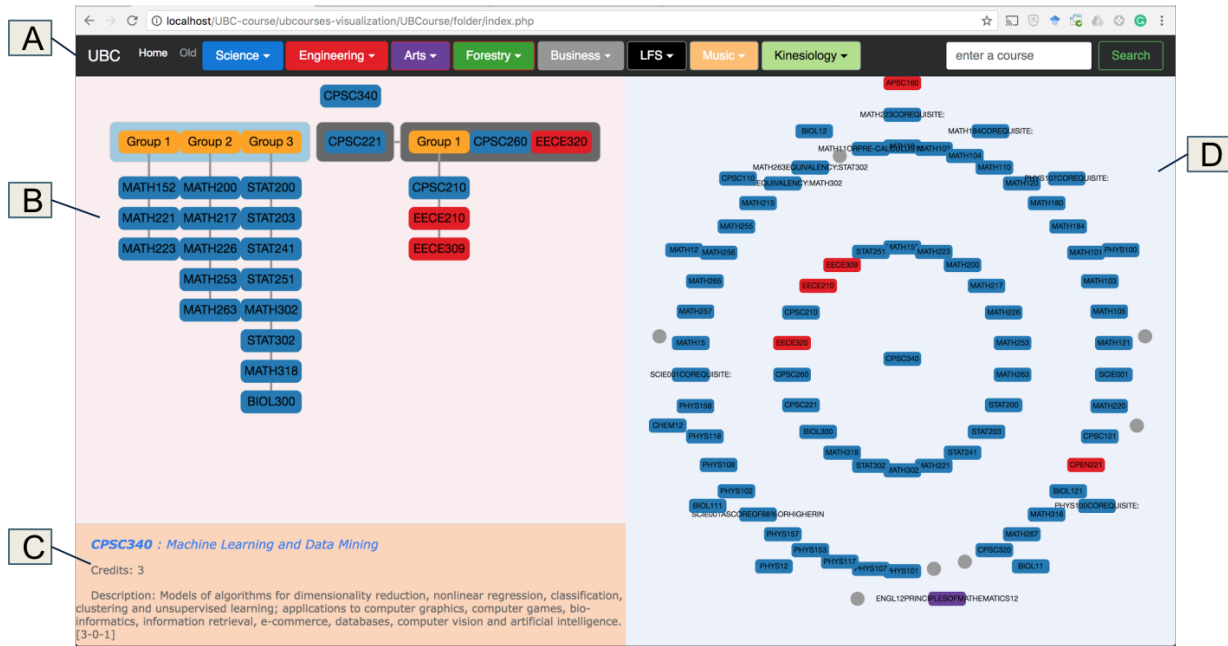 A
B
C
D
localhost/UBC-course/ubcourses-visualization/UBCourse/folder/index.php
UBC Home Old Science Engineering Arts Forestry Business LFS Music Kinesiology enter a course Search
CPSC340
Group 1 Group 2 Group 3 CPSC221 Group 1 CPSC260 EECE320
MATH152 MATH200 STAT200 CPSC210
MATH221 MATH217 STAT203 EECE210
MATH223 MATH226 STAT241 EECE309
MATH253 STAT251
MATH263 MATH302
STAT302
MATH318
BIOL300
CPSC340 : Machine Learning and Data Mining
Credits: 3
Description: Models of algorithms for dimensionality reduction, nonlinear regression, classification,
clustering and unsupervised learning; applications to computer graphics, computer games, bio-
informatics, information retrieval, e-commerce, databases, computer vision and artificial intelligence.
[3-0-1]
APSC160
MATH223COREQUISITE:
BIOL12 MATH184COREQUISITE:
MATH104
MATH263EQUIVALENCY:STAT302 MATH110
CPSC110 MATH120 PHYS107COREQUISITE:
MATH215 MATH180
MATH255 MATH184
MATH12 MATH256 STAT251 MATH223 MATH101 PHYS100
EECE309 MATH200
MATH265 EECE210 MATH217 MATH103
MATH257 CPSC210 MATH226 MATH105
MATH15 EECE320 MATH253 MATH121
CPSC340
SCIE001COREQUISITE: CPSC260 MATH263 SCIE001
PHYS158 CPSC221 STAT200 MATH220
CHEM12 PHYS118 BIOL300 STAT203 CPSC121
MATH318 STAT241
PHYS108 STAT302 MATH302 MATH221 CPEN221
PHYS102 BIOL121
BIOL111 PHYS100COREQUISITE:
SCIE001ASCOREOF68%ORHIGHERIN MATH316
PHYS157 MATH267
PHYS153 CPSC320
PHYS12 PHYS117 PHYS107 PHYS101 BIOL11
ENGL12PRINCIPLESOFMATHEMATICS12